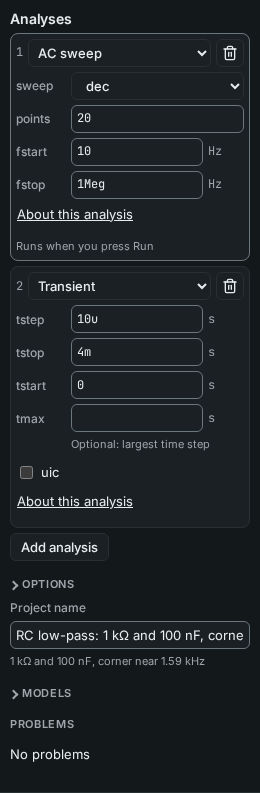 Analyses
1 AC sweep
sweep dec
points 20
fstart 10 Hz
fstop 1Meg Hz
About this analysis
Runs when you press Run
2 Transient
tstep 10u s
tstop 4m s
tstart 0 s
tmax s
Optional: largest time step
uic
About this analysis
Add analysis
OPTIONS
Project name
RC low-pass: 1 kΩ and 100 nF, corne
1 kΩ and 100 nF, corner near 1.59 kHz
MODELS
PROBLEMS
No problems